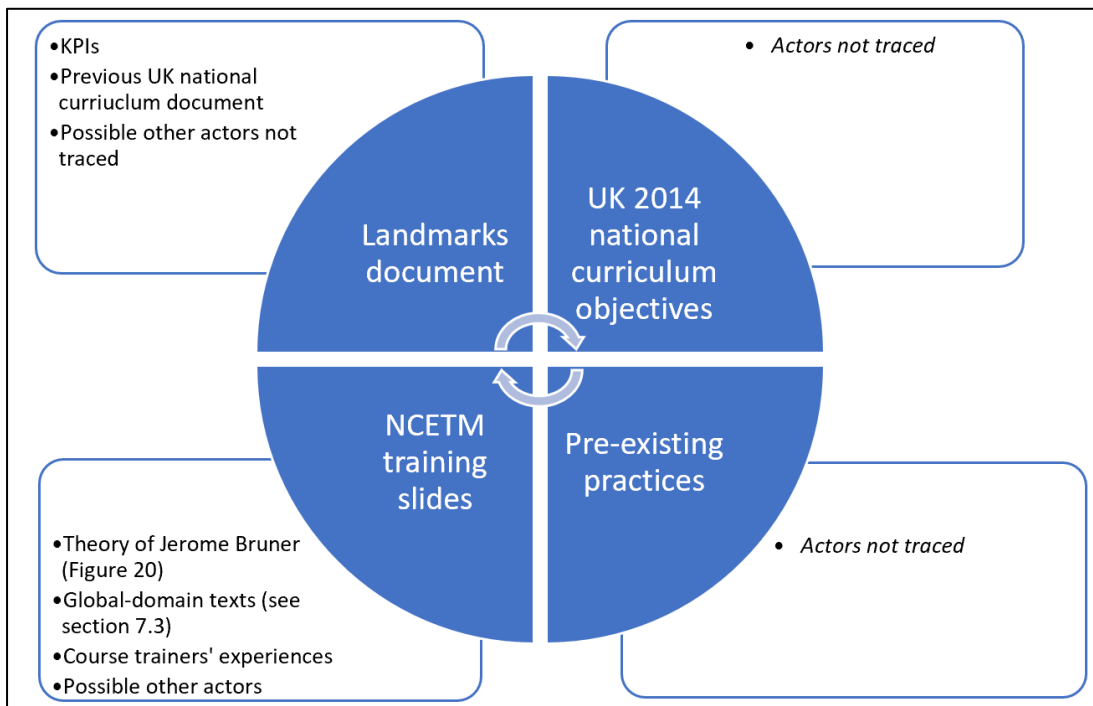 •KPIs
•Previous UK national
curriuclum document
•Possible other actors not
traced
• Actors not traced
Landmarks
document
UK 2014
national
curriculum
objectives
NCETM
training
slides
Pre-existing
practices
•Theory of Jerome Bruner
(Figure 20)
•Global-domain texts (see
section 7.3)
•Course trainers' experiences
•Possible other actors
• Actors not traced